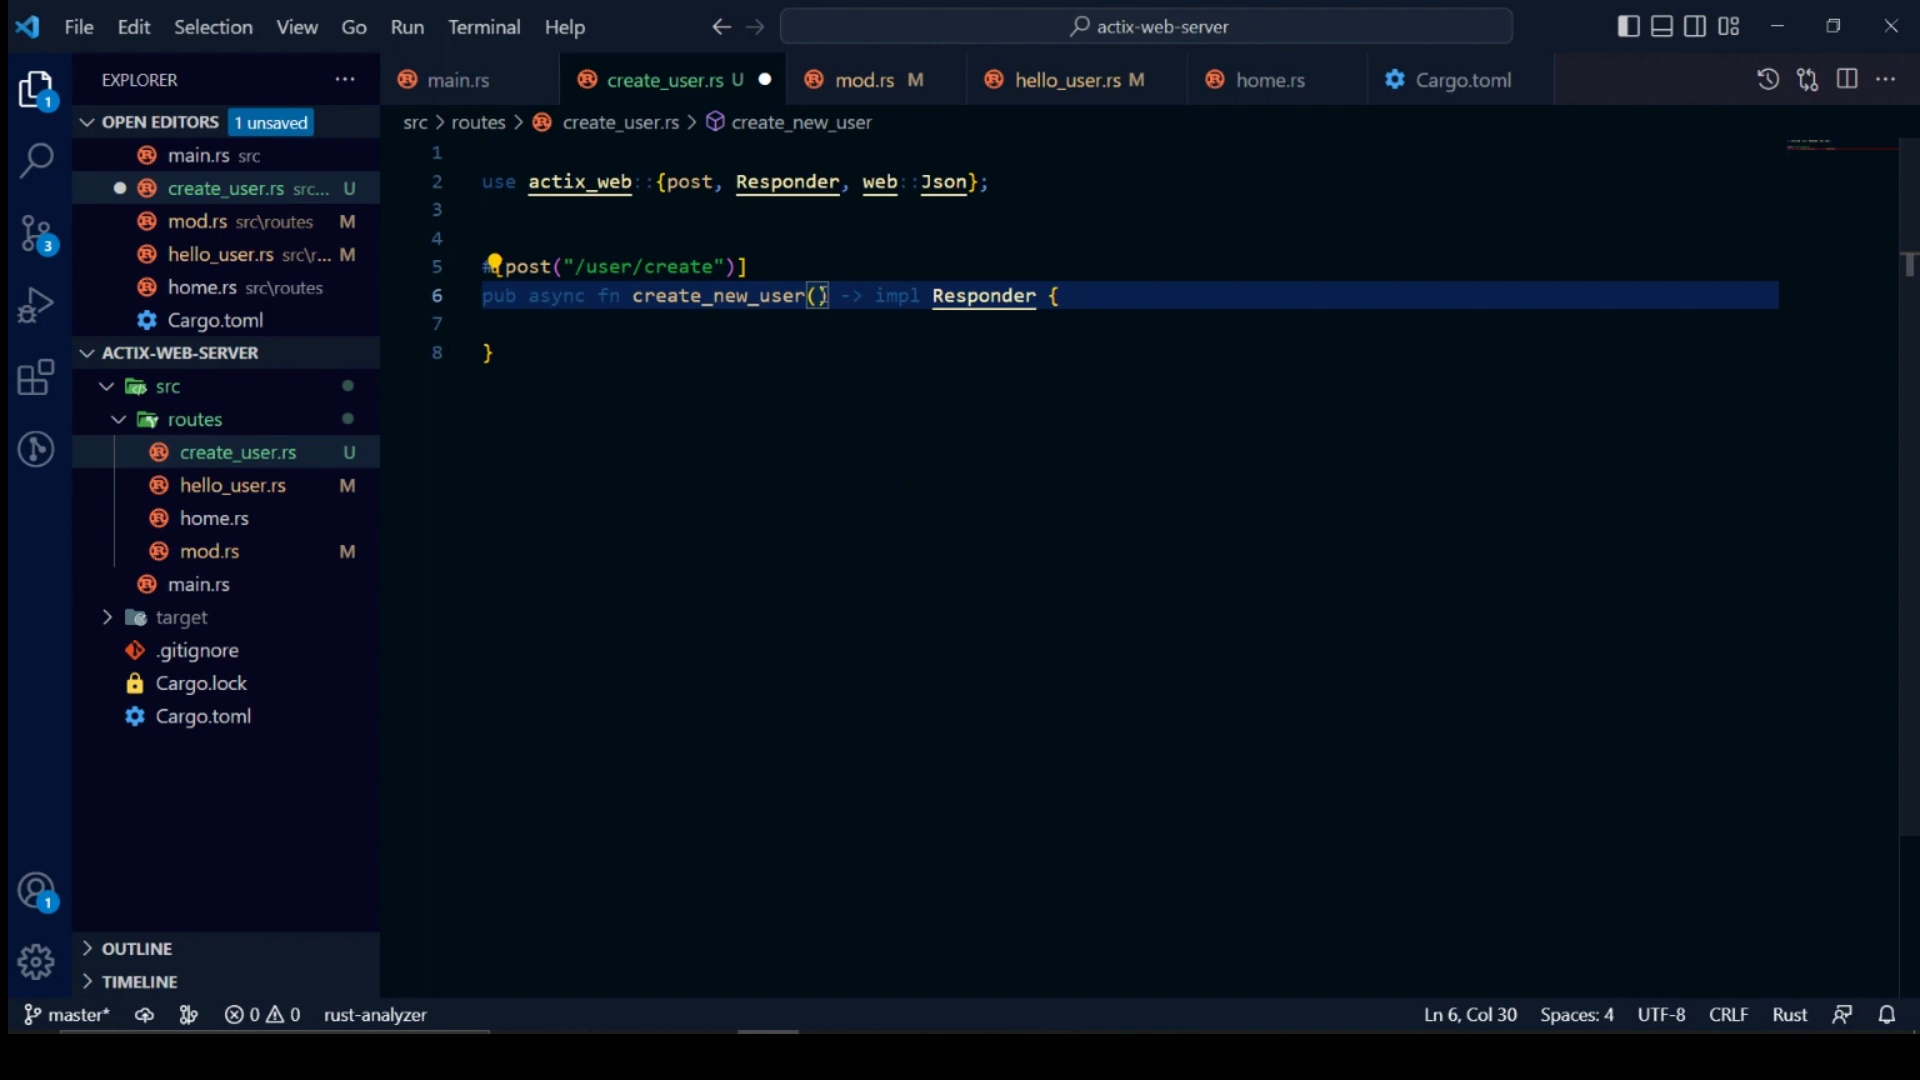 File Edit Selection View Go Run Terminal Help actix-web-server
EXPLORER
main.rs create_user.rs U mod.rs M hello_user.rs M home.rs Cargo.toml
OPEN EDITORS 1 unsaved
src > routes > create_user.rs > create_new_user
main.rs src
create_user.rs src... U
mod.rs src\routes M
hello_user.rs src\r... M
home.rs src\routes
Cargo.toml
ACTIX-WEB-SERVER
src
routes
create_user.rs U
hello_user.rs M
home.rs
mod.rs M
main.rs
target
.gitignore
Cargo.lock
Cargo.toml
OUTLINE
TIMELINE
1
2 use actix_web::{post, Responder, web::Json};
3
4
5 #[post("/user/create")]
6 pub async fn create_new_user() -> impl Responder {
7
8 }
1
3
1
master* 0 0 rust-analyzer Ln 6, Col 30 Spaces: 4 UTF-8 CRLF Rust